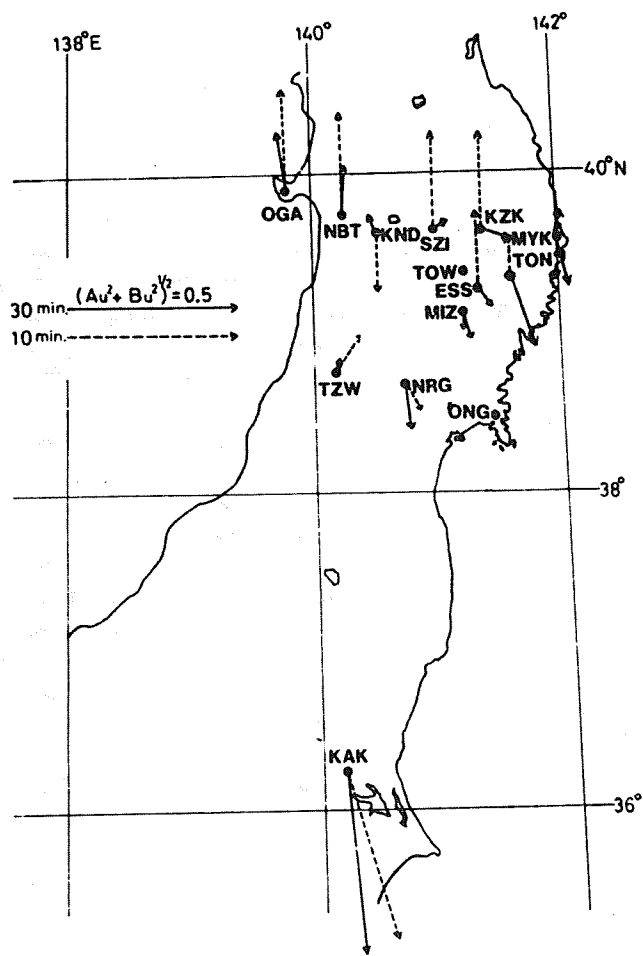 138°E
140°
142°
40°N
OGA
NBT
KND
SZI
KZK
MYK
TON
TOW
ESS
MIZ
(Au²+Bu²)^½=0.5
30 min.
10 min.
TZW
NRG
ONG
38°
KAK
36°